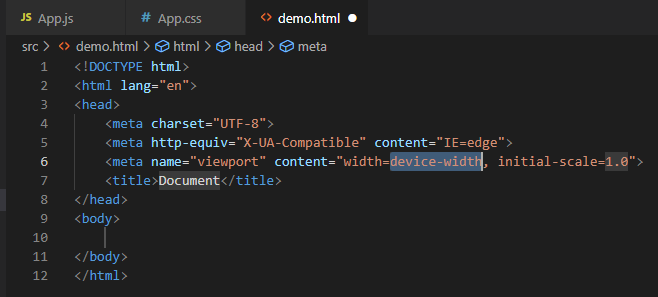 JS App.js # App.css <> demo.html
src > <> demo.html > html > head > meta
1 <!DOCTYPE html>
2 <html lang="en">
3 <head>
4 <meta charset="UTF-8">
5 <meta http-equiv="X-UA-Compatible" content="IE=edge">
6 <meta name="viewport" content="width=device-width, initial-scale=1.0">
7 <title>Document</title>
8 </head>
9 <body>
10
11 </body>
12 </html>